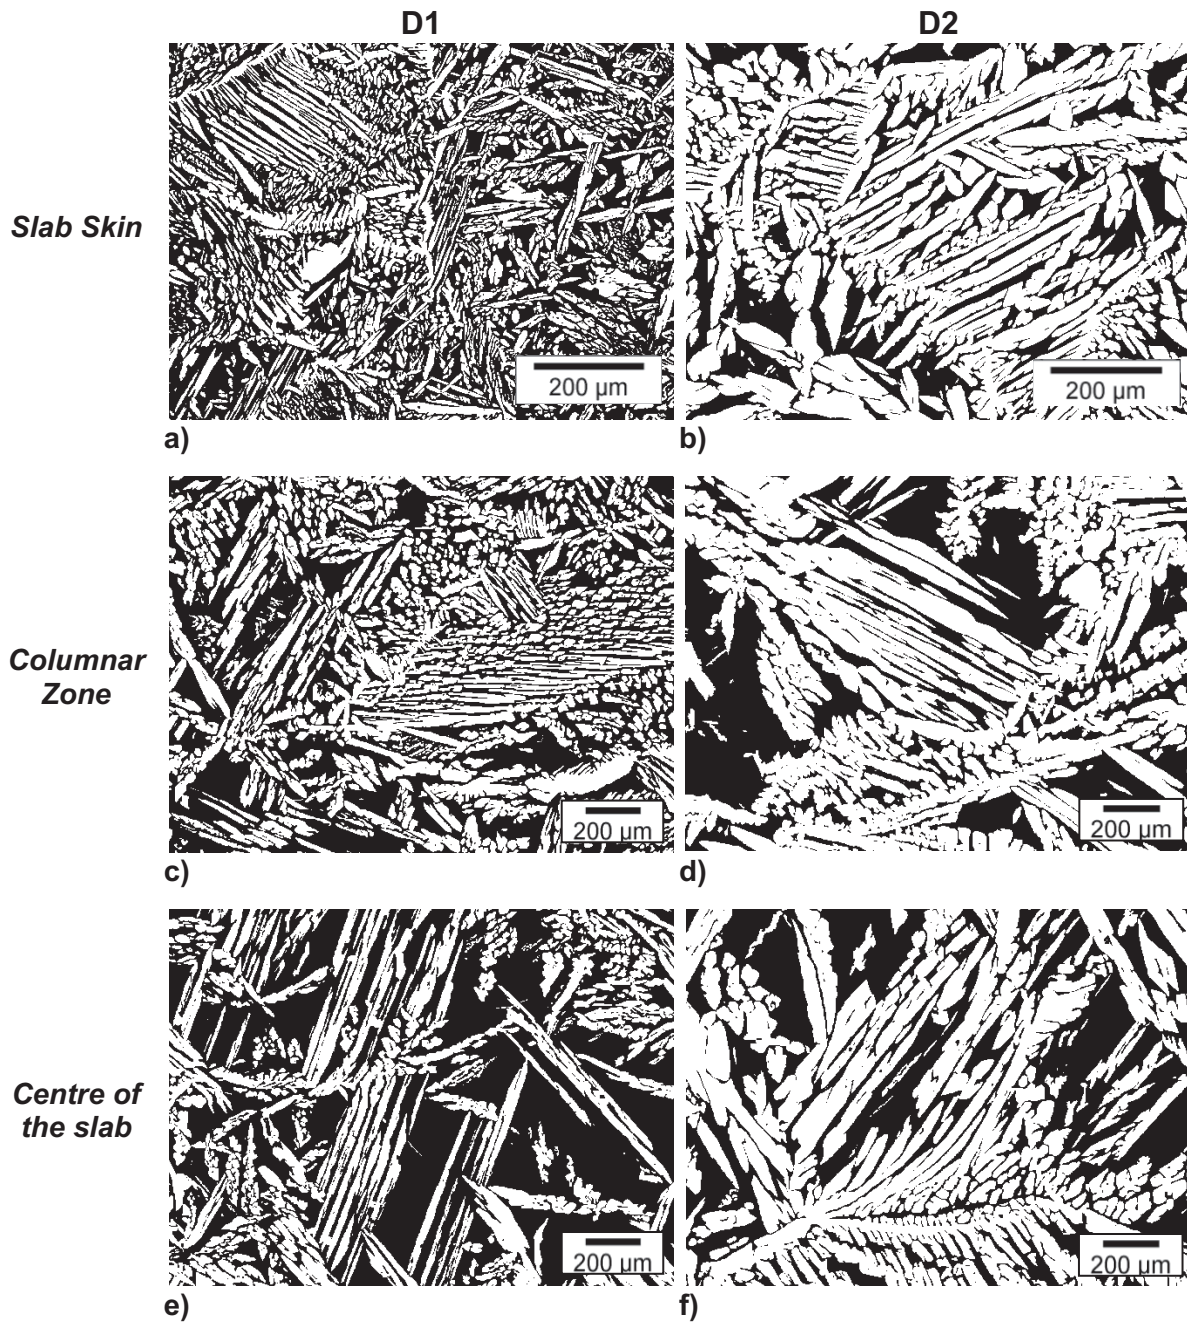 D1
D2
Slab Skin
200 µm
200 µm
a)
b)
Columnar
Zone
200 µm
200 µm
c)
d)
Centre of
the slab
200 µm
200 µm
e)
f)